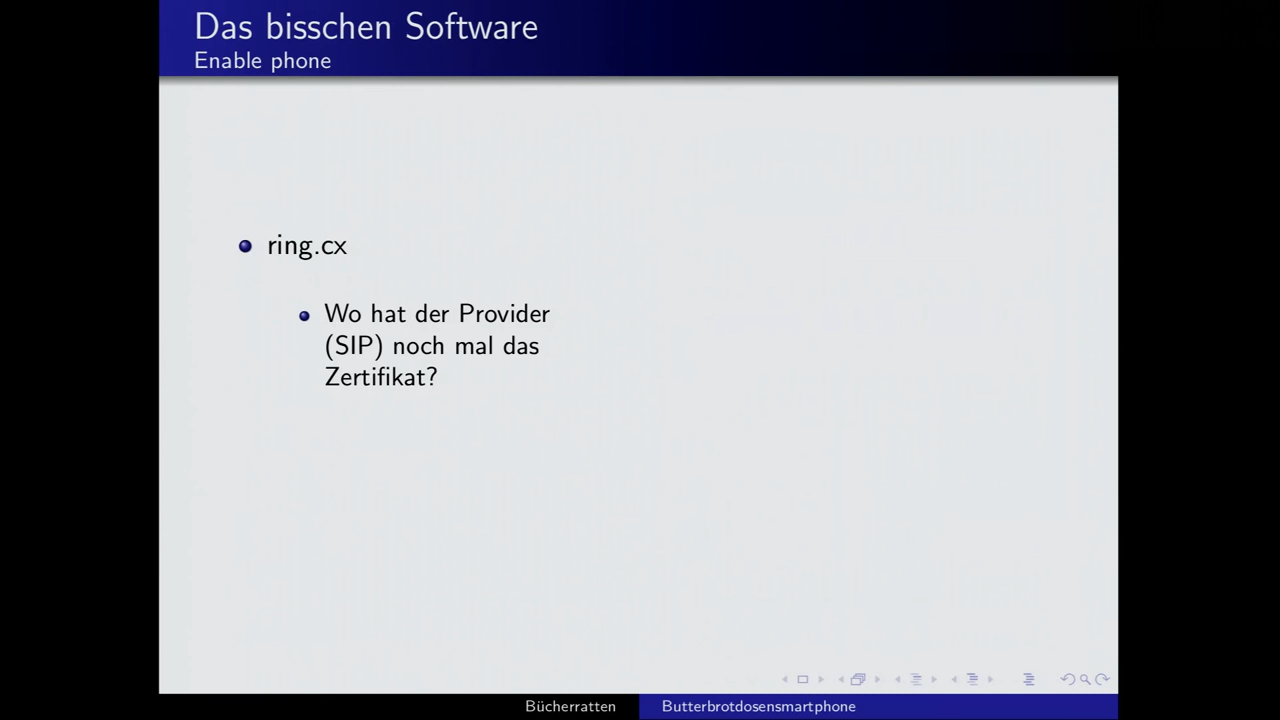 Das bisschen Software
Enable phone
ring.cx
Wo hat der Provider
(SIP) noch mal das
Zertifikat?
Bücherratten
Butterbrotdosensmartphone